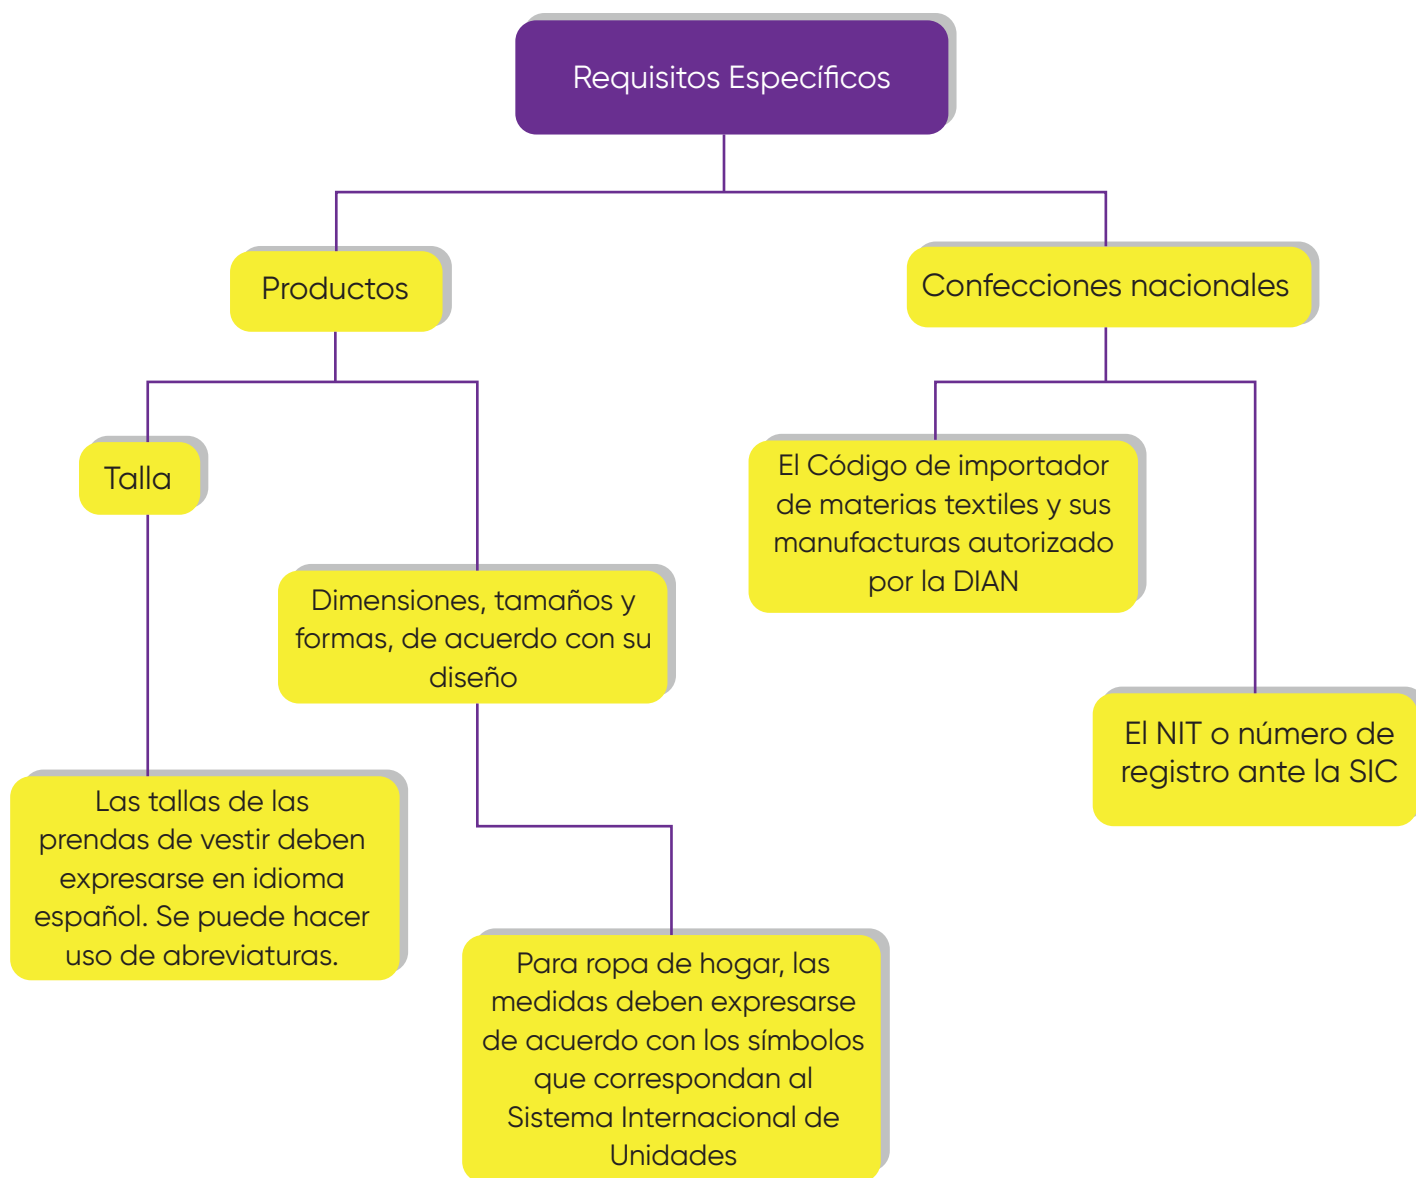 Requisitos Específicos
Productos
Confecciones nacionales
Talla
El Código de importador
de materias textiles y sus
manufacturas autorizado
por la DIAN
Dimensiones, tamaños y
formas, de acuerdo con su
diseño
El NIT o número de
registro ante la SIC
Las tallas de las
prendas de vestir deben
expresarse en idioma
español. Se puede hacer
uso de abreviaturas.
Para ropa de hogar, las
medidas deben expresarse
de acuerdo con los símbolos
que correspondan al
Sistema Internacional de
Unidades